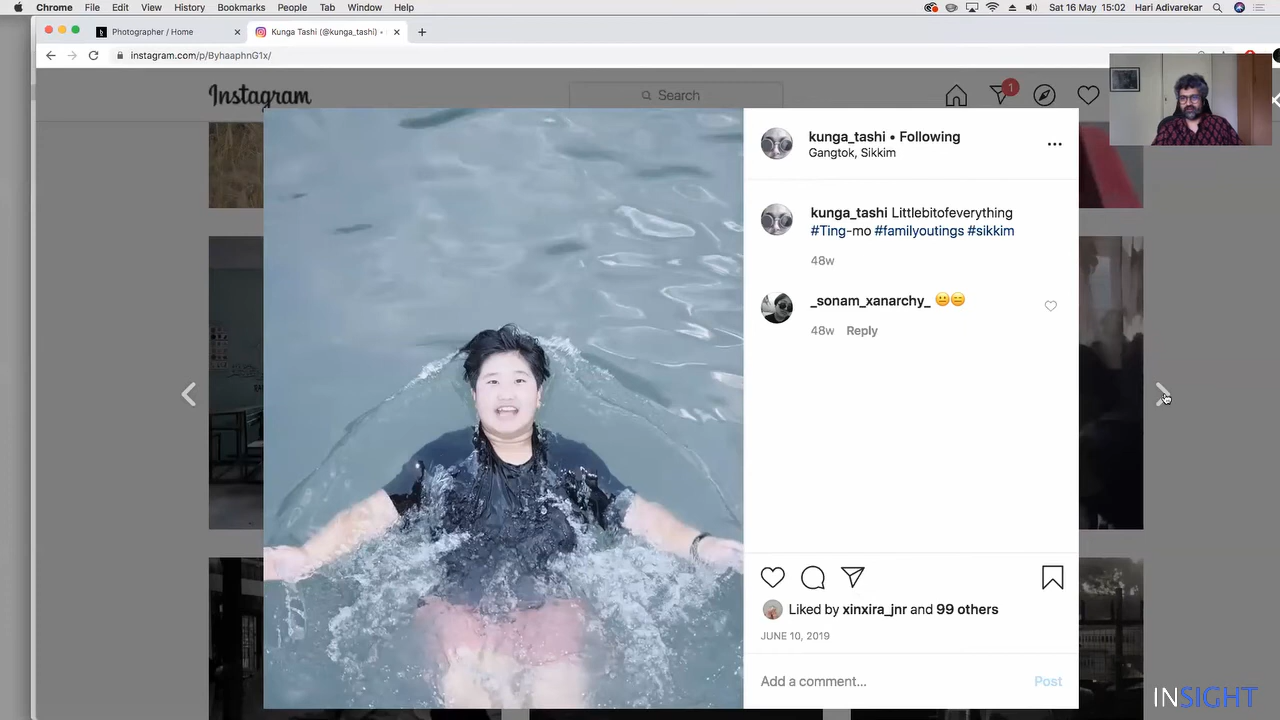 Chrome File Edit View History Bookmarks People Tab Window Help
Sat 16 May 15:02 Hari Adivarekar
Photographer / Home
Kunga Tashi (@kunga_tashi) •
instagram.com/p/ByhaaphnG1x/
Instagram
Search
1
kunga_tashi • Following
Gangtok, Sikkim
kunga_tashi Littlebitofeverything
#Ting-mo #familyoutings #sikkim
48w
_sonam_xanarchy_ 😐😑
48w Reply
Liked by xinxira_jnr and 99 others
JUNE 10, 2019
Add a comment... Post
INSIGHT